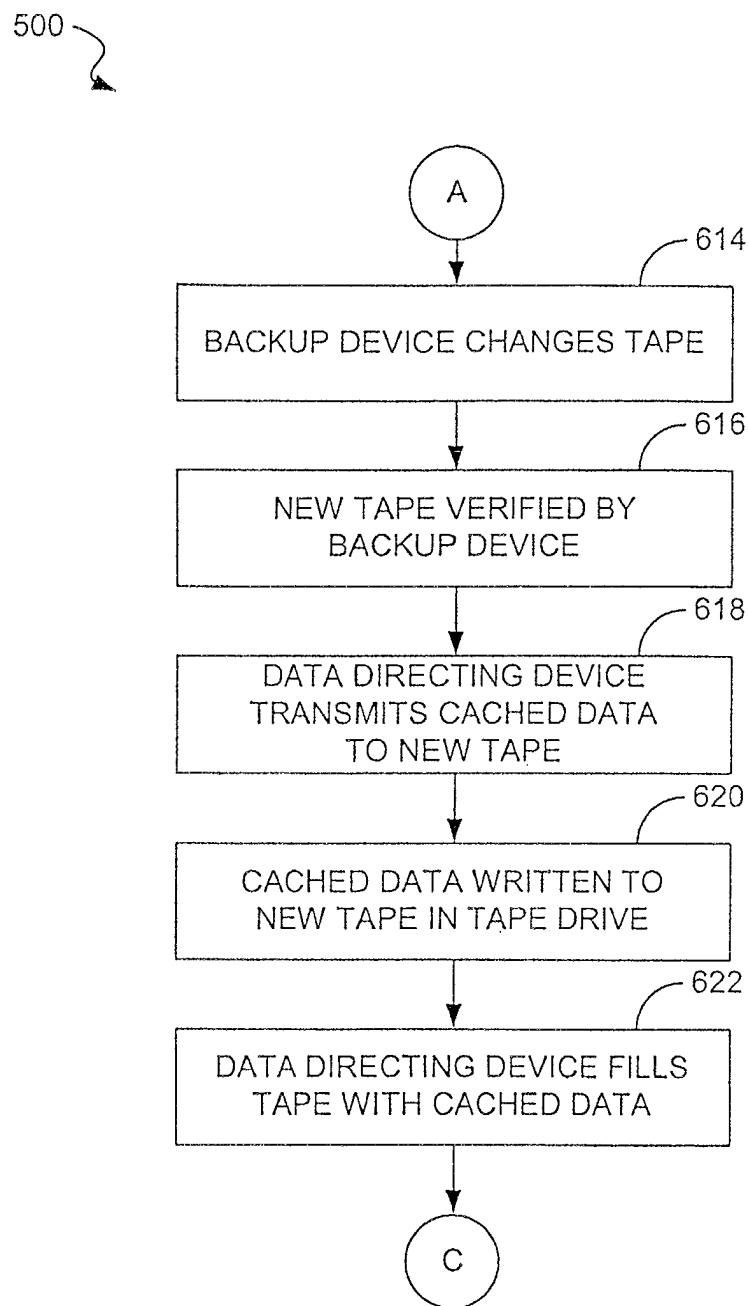 500
A
614
BACKUP DEVICE CHANGES TAPE
616
NEW TAPE VERIFIED BY
BACKUP DEVICE
618
DATA DIRECTING DEVICE
TRANSMITS CACHED DATA
TO NEW TAPE
620
CACHED DATA WRITTEN TO
NEW TAPE IN TAPE DRIVE
622
DATA DIRECTING DEVICE FILLS
TAPE WITH CACHED DATA
C